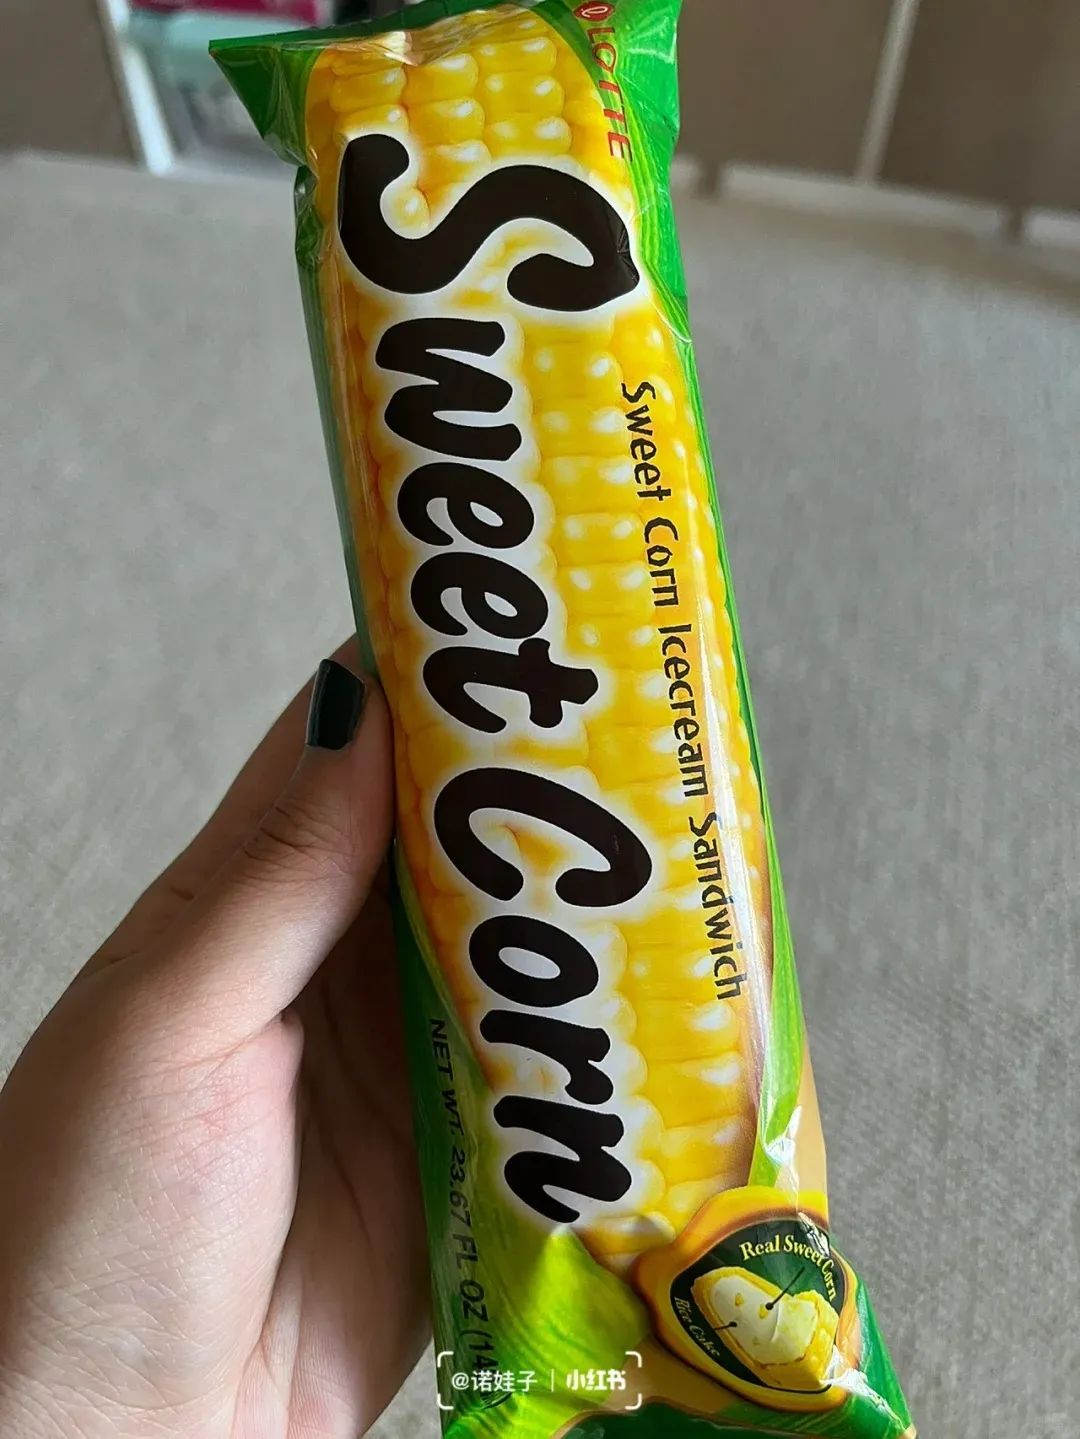 LOTTE
Sweet Corn
Sweet Corn Icecream Sandwich
NET WT. 23.67 FL OZ
Real Sweet Corn
Rice Cake
@诺娃子 | 小红书